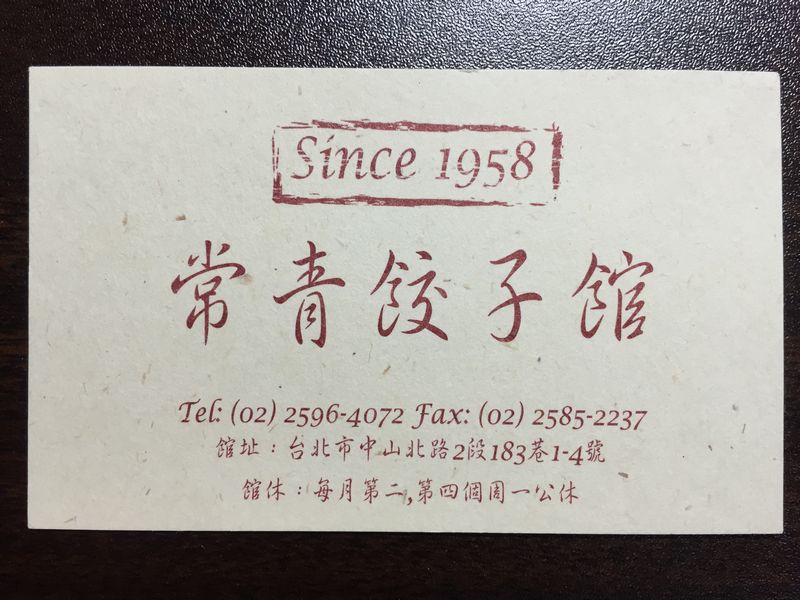 Since 1958
常青餃子館
Tel: (02) 2596-4072 Fax: (02) 2585-2237
館址：台北市中山北路2段183巷1-4號
館休：每月第二,第四個周一公休